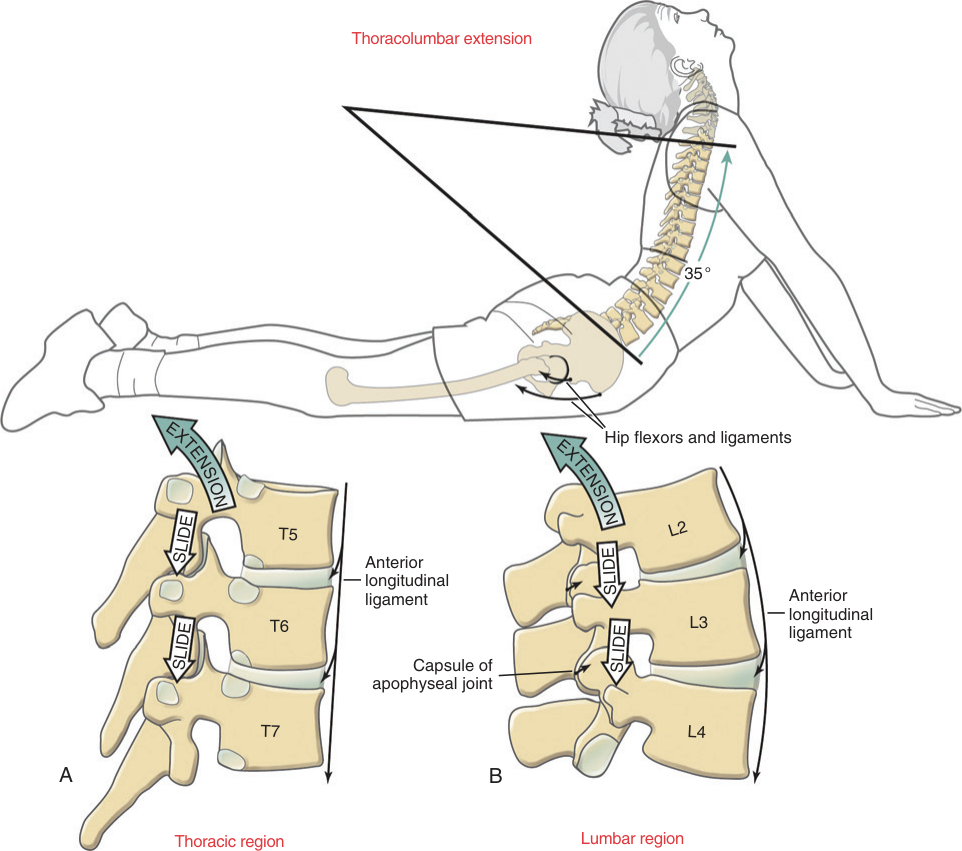 Thoracolumbar extension
35°
Hip flexors and ligaments
EXTENSION
SLIDE
SLIDE
T5
T6
T7
Anterior
longitudinal
ligament
A
Thoracic region
EXTENSION
SLIDE
SLIDE
L2
L3
L4
Anterior
longitudinal
ligament
Capsule of
apophyseal joint
B
Lumbar region